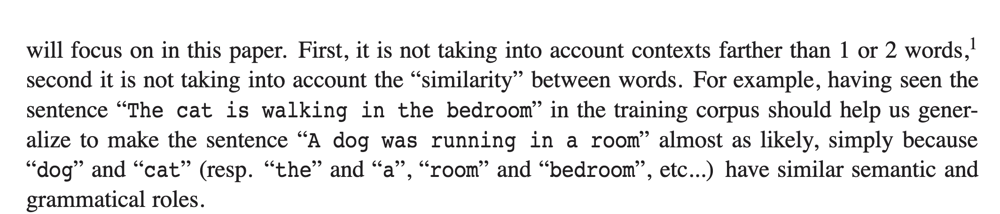 will focus on in this paper. First, it is not taking into account contexts farther than 1 or 2 words,¹
second it is not taking into account the “similarity” between words. For example, having seen the
sentence “The cat is walking in the bedroom” in the training corpus should help us gener-
alize to make the sentence “A dog was running in a room” almost as likely, simply because
“dog” and “cat” (resp. “the” and “a”, “room” and “bedroom”, etc...) have similar semantic and
grammatical roles.